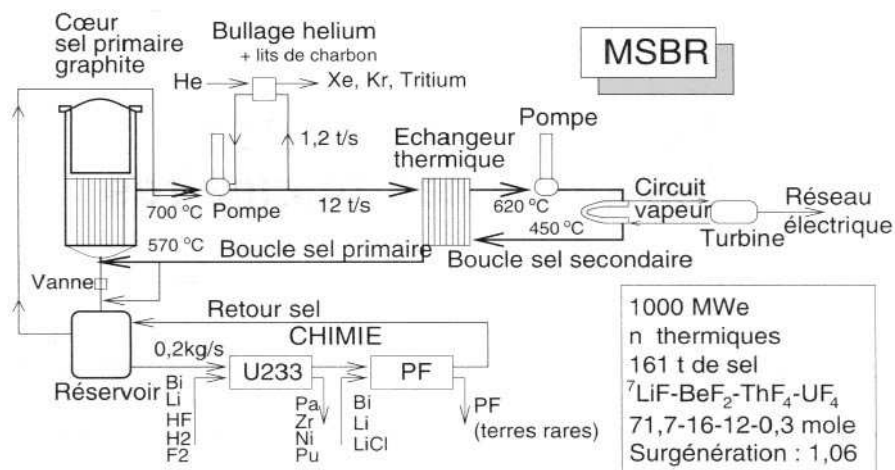 Cœur
sel primaire
graphite
Bullage helium
+ lits de charbon
He
Xe, Kr, Tritium
MSBR
1,2 t/s
Echangeur
thermique
Pompe
700 °C
Pompe
12 t/s
620 °C
Circuit
vapeur
Réseau
électrique
570 °C
450 °C
Turbine
Boucle sel primaire
Boucle sel secondaire
Vanne
Retour sel
CHIMIE
0,2kg/s
Réservoir
U233
PF
Bi
Li
HF
H2
F2
Pa
Zr
Ni
Pu
Bi
Li
LiCl
PF
(terres rares)
1000 MWe
n thermiques
161 t de sel
⁷LiF-BeF₂-ThF₄-UF₄
71,7-16-12-0,3 mole
Surgénération : 1,06